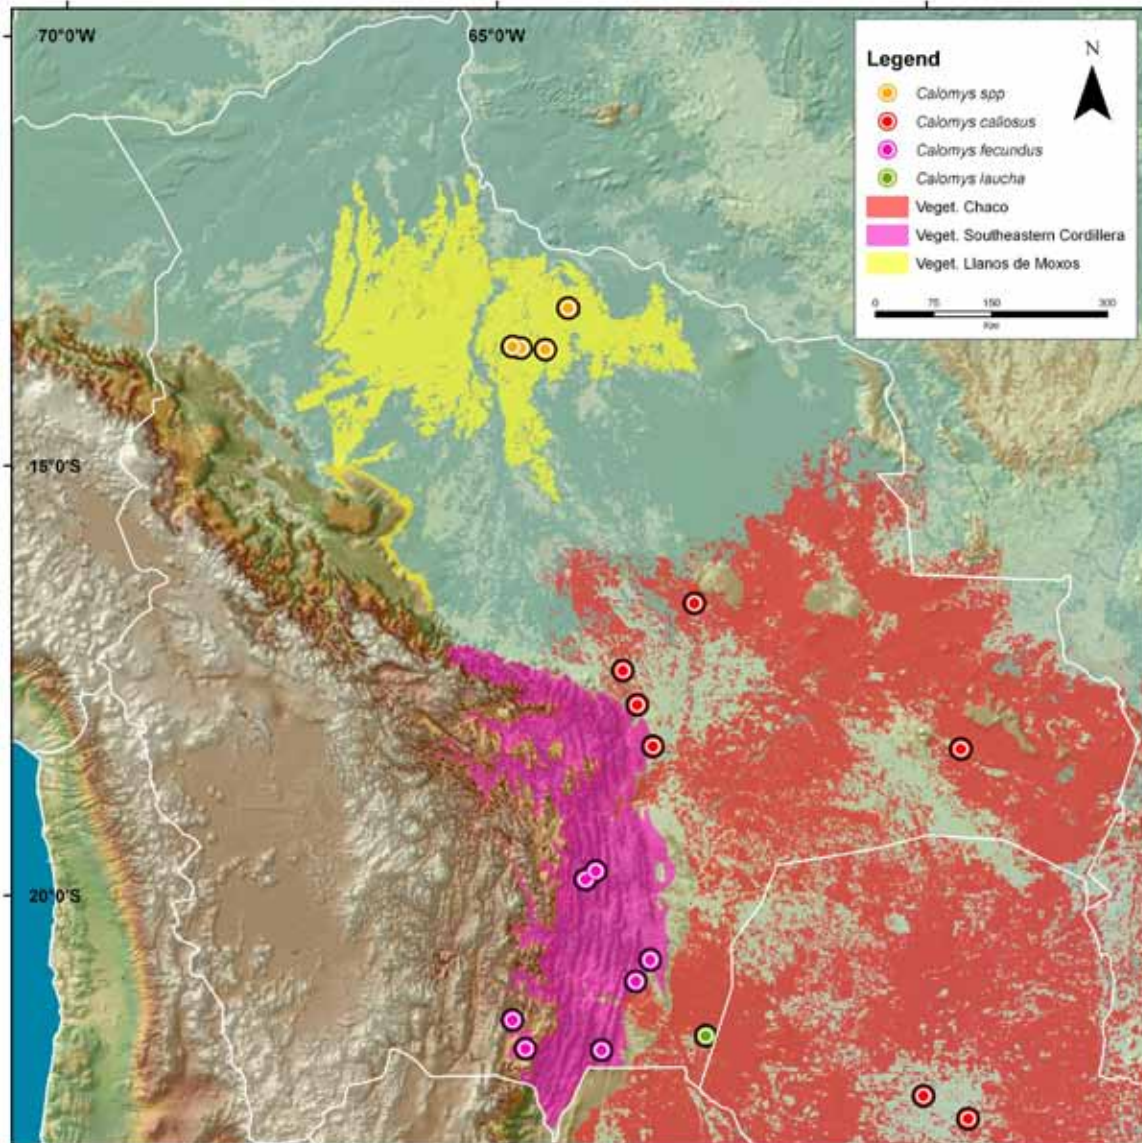 70°0'W
65°0'W
Legend
N
Calomys spp
Calomys callosus
Calomys fecundus
Calomys laucha
Veget. Chaco
Veget. Southeastern Cordillera
Veget. Llanos de Moxos
0 75 150 300
15°0'S
20°0'S